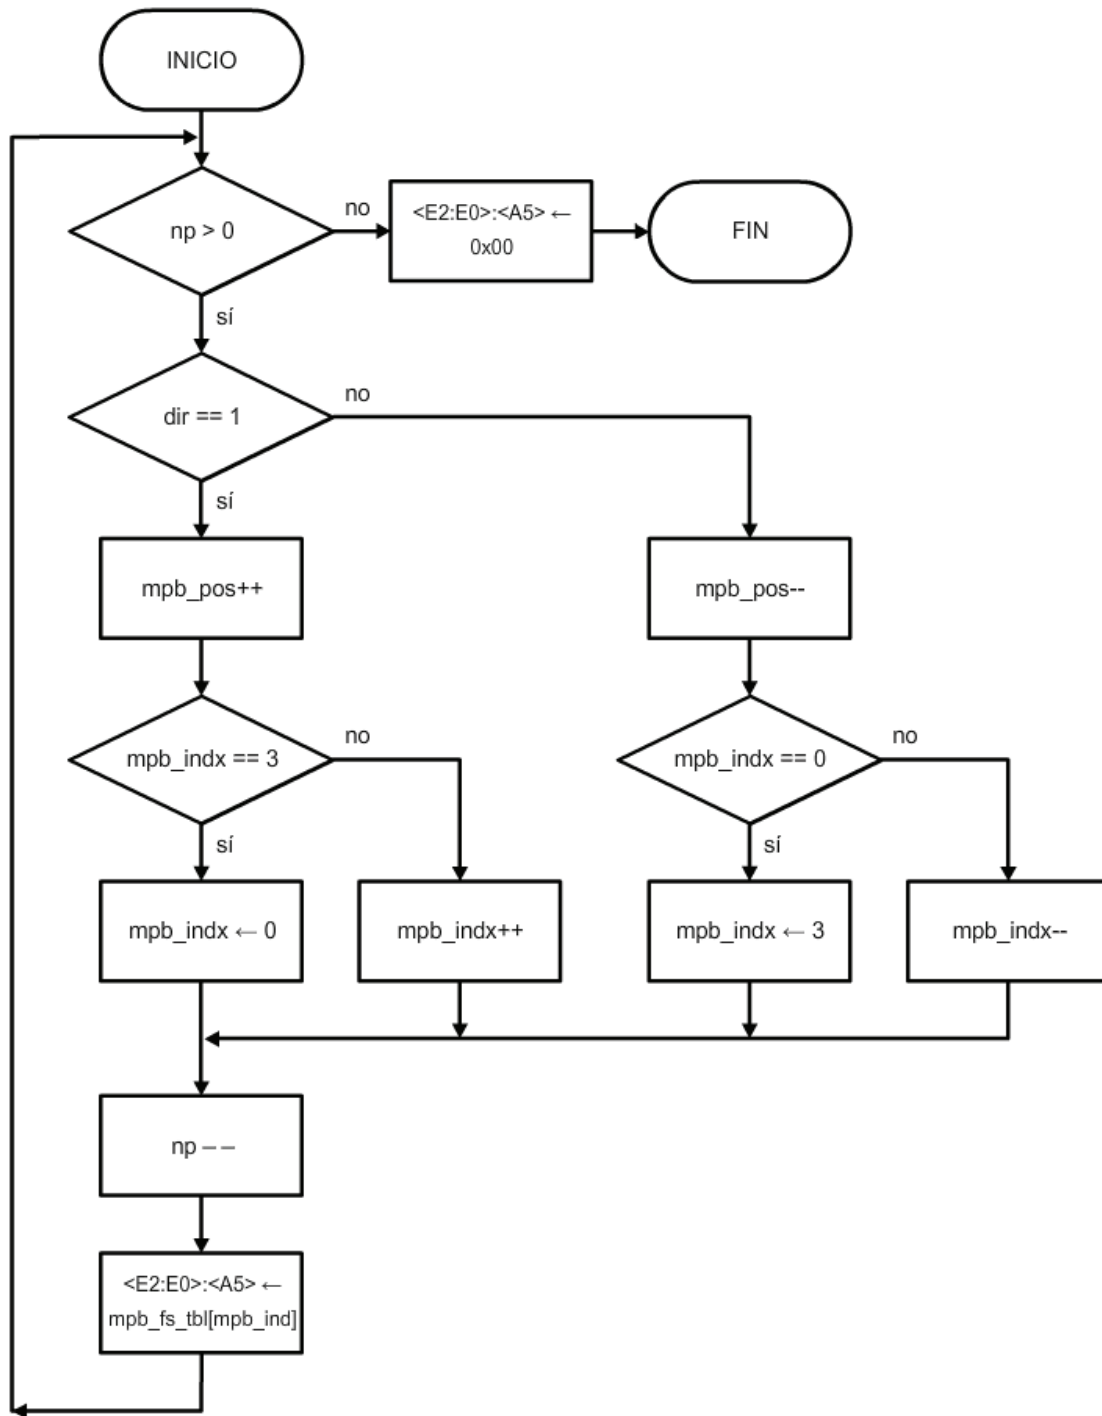 INICIO
np > 0
no
<E2:E0>:<A5> ←
0x00
FIN
sí
dir == 1
no
sí
mpb_pos++
mpb_pos--
mpb_indx == 3
no
mpb_indx == 0
no
sí
sí
mpb_indx ← 0
mpb_indx++
mpb_indx ← 3
mpb_indx--
np – –
<E2:E0>:<A5> ←
mpb_fs_tbl[mpb_ind]